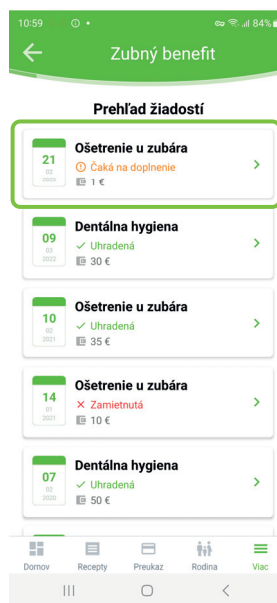 10:59
84%
Zubný benefit
Prehľad žiadostí
21
Ošetrenie u zubára
03
Čaká na doplnenie
1 €
09
Dentálna hygiena
03
Uhradená
2022
30 €
10
Ošetrenie u zubára
02
Uhradená
2021
35 €
14
Ošetrenie u zubára
01
Zamietnutá
2021
10 €
07
Dentálna hygiena
Uhradená
2020
50 €
Domov Recepty Preukaz Rodina Viac